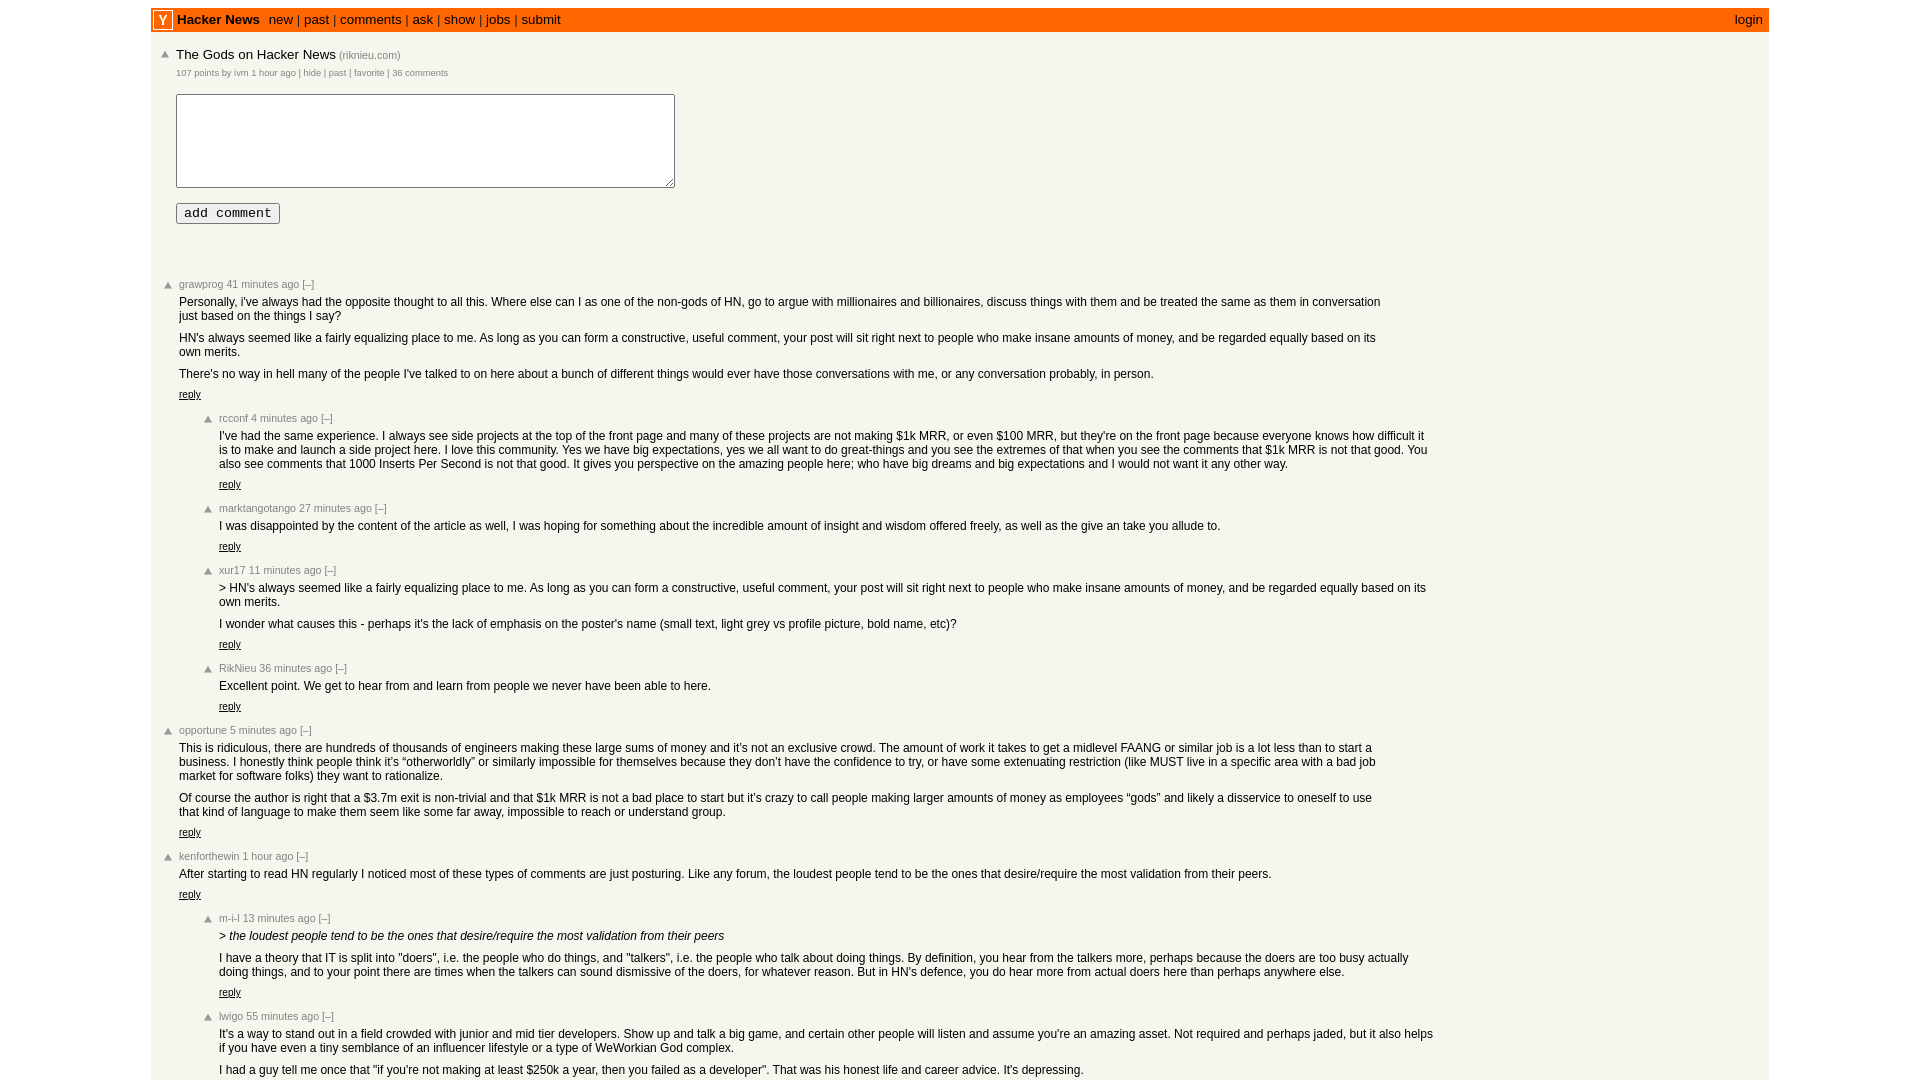 Y Hacker News new | past | comments | ask | show | jobs | submit login
The Gods on Hacker News (riknieu.com)
107 points by ivm 1 hour ago | hide | past | favorite | 36 comments
add comment
grawprog 41 minutes ago [–]
Personally, i've always had the opposite thought to all this. Where else can I as one of the non-gods of HN, go to argue with millionaires and billionaires, discuss things with them and be treated the same as them in conversation
just based on the things I say?
HN's always seemed like a fairly equalizing place to me. As long as you can form a constructive, useful comment, your post will sit right next to people who make insane amounts of money, and be regarded equally based on its
own merits.
There's no way in hell many of the people I've talked to on here about a bunch of different things would ever have those conversations with me, or any conversation probably, in person.
reply
rcconf 4 minutes ago [–]
I've had the same experience. I always see side projects at the top of the front page and many of these projects are not making $1k MRR, or even $100 MRR, but they're on the front page because everyone knows how difficult it
is to make and launch a side project here. I love this community. Yes we have big expectations, yes we all want to do great-things and you see the extremes of that when you see the comments that $1k MRR is not that good. You
also see comments that 1000 Inserts Per Second is not that good. It gives you perspective on the amazing people here; who have big dreams and big expectations and I would not want it any other way.
reply
marktangotango 27 minutes ago [–]
I was disappointed by the content of the article as well, I was hoping for something about the incredible amount of insight and wisdom offered freely, as well as the give an take you allude to.
reply
xur17 11 minutes ago [–]
> HN's always seemed like a fairly equalizing place to me. As long as you can form a constructive, useful comment, your post will sit right next to people who make insane amounts of money, and be regarded equally based on its
own merits.
I wonder what causes this - perhaps it's the lack of emphasis on the poster's name (small text, light grey vs profile picture, bold name, etc)?
reply
RikNieu 36 minutes ago [–]
Excellent point. We get to hear from and learn from people we never have been able to here.
reply
opportune 5 minutes ago [–]
This is ridiculous, there are hundreds of thousands of engineers making these large sums of money and it’s not an exclusive crowd. The amount of work it takes to get a midlevel FAANG or similar job is a lot less than to start a
business. I honestly think people think it’s “otherworldly” or similarly impossible for themselves because they don’t have the confidence to try, or have some extenuating restriction (like MUST live in a specific area with a bad job
market for software folks) they want to rationalize.
Of course the author is right that a $3.7m exit is non-trivial and that $1k MRR is not a bad place to start but it’s crazy to call people making larger amounts of money as employees “gods” and likely a disservice to oneself to use
that kind of language to make them seem like some far away, impossible to reach or understand group.
reply
kenforthewin 1 hour ago [–]
After starting to read HN regularly I noticed most of these types of comments are just posturing. Like any forum, the loudest people tend to be the ones that desire/require the most validation from their peers.
reply
m-i-l 13 minutes ago [–]
> the loudest people tend to be the ones that desire/require the most validation from their peers
I have a theory that IT is split into "doers", i.e. the people who do things, and "talkers", i.e. the people who talk about doing things. By definition, you hear from the talkers more, perhaps because the doers are too busy actually
doing things, and to your point there are times when the talkers can sound dismissive of the doers, for whatever reason. But in HN's defence, you do hear more from actual doers here than perhaps anywhere else.
reply
lwigo 55 minutes ago [–]
It's a way to stand out in a field crowded with junior and mid tier developers. Show up and talk a big game, and certain other people will listen and assume you're an amazing asset. Not required and perhaps jaded, but it also helps
if you have even a tiny semblance of an influencer lifestyle or a type of WeWorkian God complex.
I had a guy tell me once that "if you're not making at least $250k a year, then you failed as a developer". That was his honest life and career advice. It's depressing.